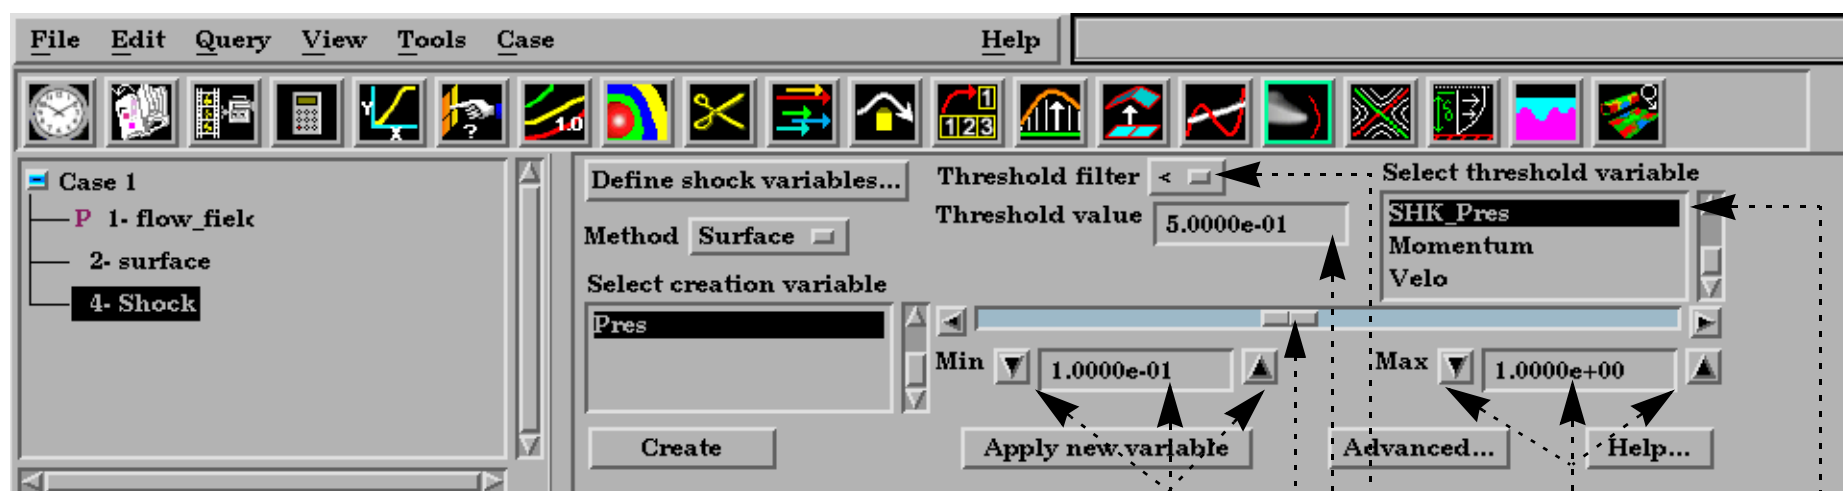 File Edit Query View Tools Case Help
Y X ? 1.0 1 123 δ
Case 1
P 1- flow_fielc
2- surface
4- Shock
Define shock variables...
Method Surface
Select creation variable
Pres
Create
Threshold filter <
Threshold value 5.0000e-01
Select threshold variable
SHK_Pres
Momentum
Velo
Min 1.0000e-01
Max 1.0000e+00
Apply new variable
Advanced...
Help...